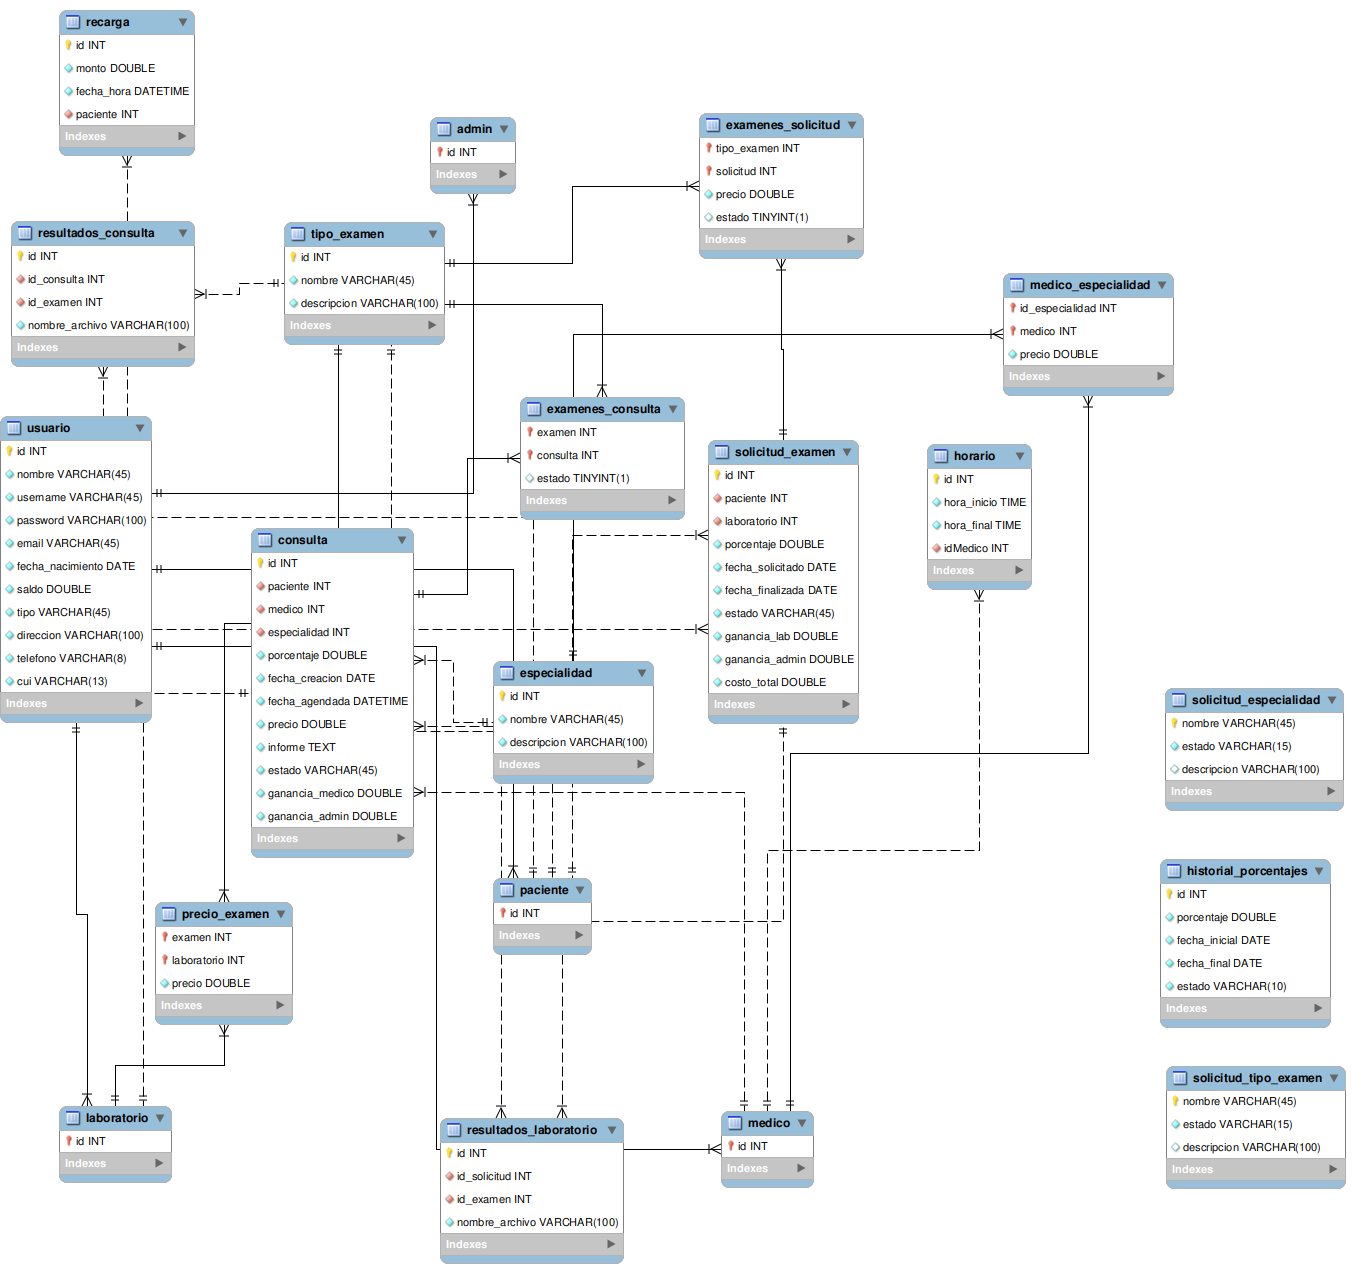 recarga
id INT
monto DOUBLE
fecha_hora DATETIME
paciente INT
Indexes
admin
id INT
Indexes
examenes_solicitud
tipo_examen INT
solicitud INT
precio DOUBLE
estado TINYINT(1)
Indexes
resultados_consulta
id INT
id_consulta INT
id_examen INT
nombre_archivo VARCHAR(100)
Indexes
tipo_examen
id INT
nombre VARCHAR(45)
descripcion VARCHAR(100)
Indexes
medico_especialidad
id_especialidad INT
medico INT
precio DOUBLE
Indexes
usuario
id INT
nombre VARCHAR(45)
username VARCHAR(45)
password VARCHAR(100)
email VARCHAR(45)
fecha_nacimiento DATE
saldo DOUBLE
tipo VARCHAR(45)
direccion VARCHAR(100)
telefono VARCHAR(8)
cui VARCHAR(13)
Indexes
examenes_consulta
examen INT
consulta INT
estado TINYINT(1)
Indexes
solicitud_examen
id INT
paciente INT
laboratorio INT
porcentaje DOUBLE
fecha_solicitado DATE
fecha_finalizada DATE
estado VARCHAR(45)
ganancia_lab DOUBLE
ganancia_admin DOUBLE
costo_total DOUBLE
Indexes
horario
id INT
hora_inicio TIME
hora_final TIME
idMedico INT
Indexes
consulta
id INT
paciente INT
medico INT
especialidad INT
porcentaje DOUBLE
fecha_creacion DATE
fecha_agendada DATETIME
precio DOUBLE
informe TEXT
estado VARCHAR(45)
ganancia_medico DOUBLE
ganancia_admin DOUBLE
Indexes
especialidad
id INT
nombre VARCHAR(45)
descripcion VARCHAR(100)
Indexes
solicitud_especialidad
nombre VARCHAR(45)
estado VARCHAR(15)
descripcion VARCHAR(100)
Indexes
paciente
id INT
Indexes
historial_porcentajes
id INT
porcentaje DOUBLE
fecha_inicial DATE
fecha_final DATE
estado VARCHAR(10)
Indexes
precio_examen
examen INT
laboratorio INT
precio DOUBLE
Indexes
laboratorio
id INT
Indexes
resultados_laboratorio
id INT
id_solicitud INT
id_examen INT
nombre_archivo VARCHAR(100)
Indexes
medico
id INT
Indexes
solicitud_tipo_examen
nombre VARCHAR(45)
estado VARCHAR(15)
descripcion VARCHAR(100)
Indexes